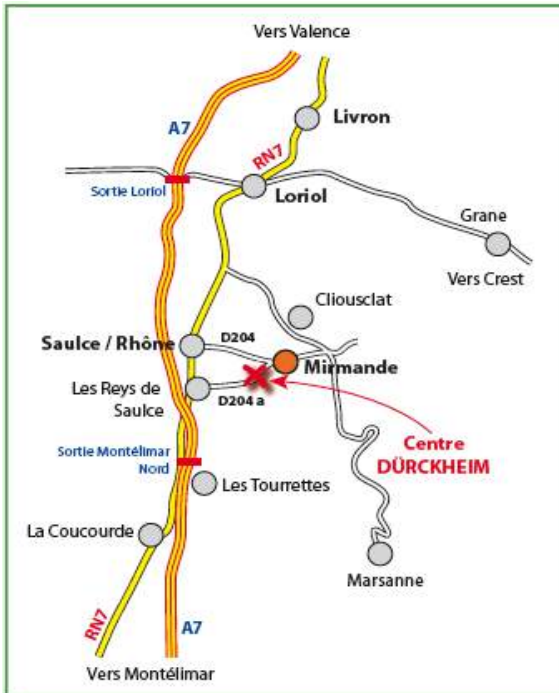 Vers Valence
A7
Livron
RN7
Sortie Loriol
Loriol
Grane
Vers Crest
Cliousclat
D204
Saulce / Rhône
Mirmande
Les Reys de
Saulce
D204 a
Centre
DÜRCKHEIM
Sortie Montélimar
Nord
Les Tourrettes
La Coucourde
Marsanne
RN7
A7
Vers Montélimar